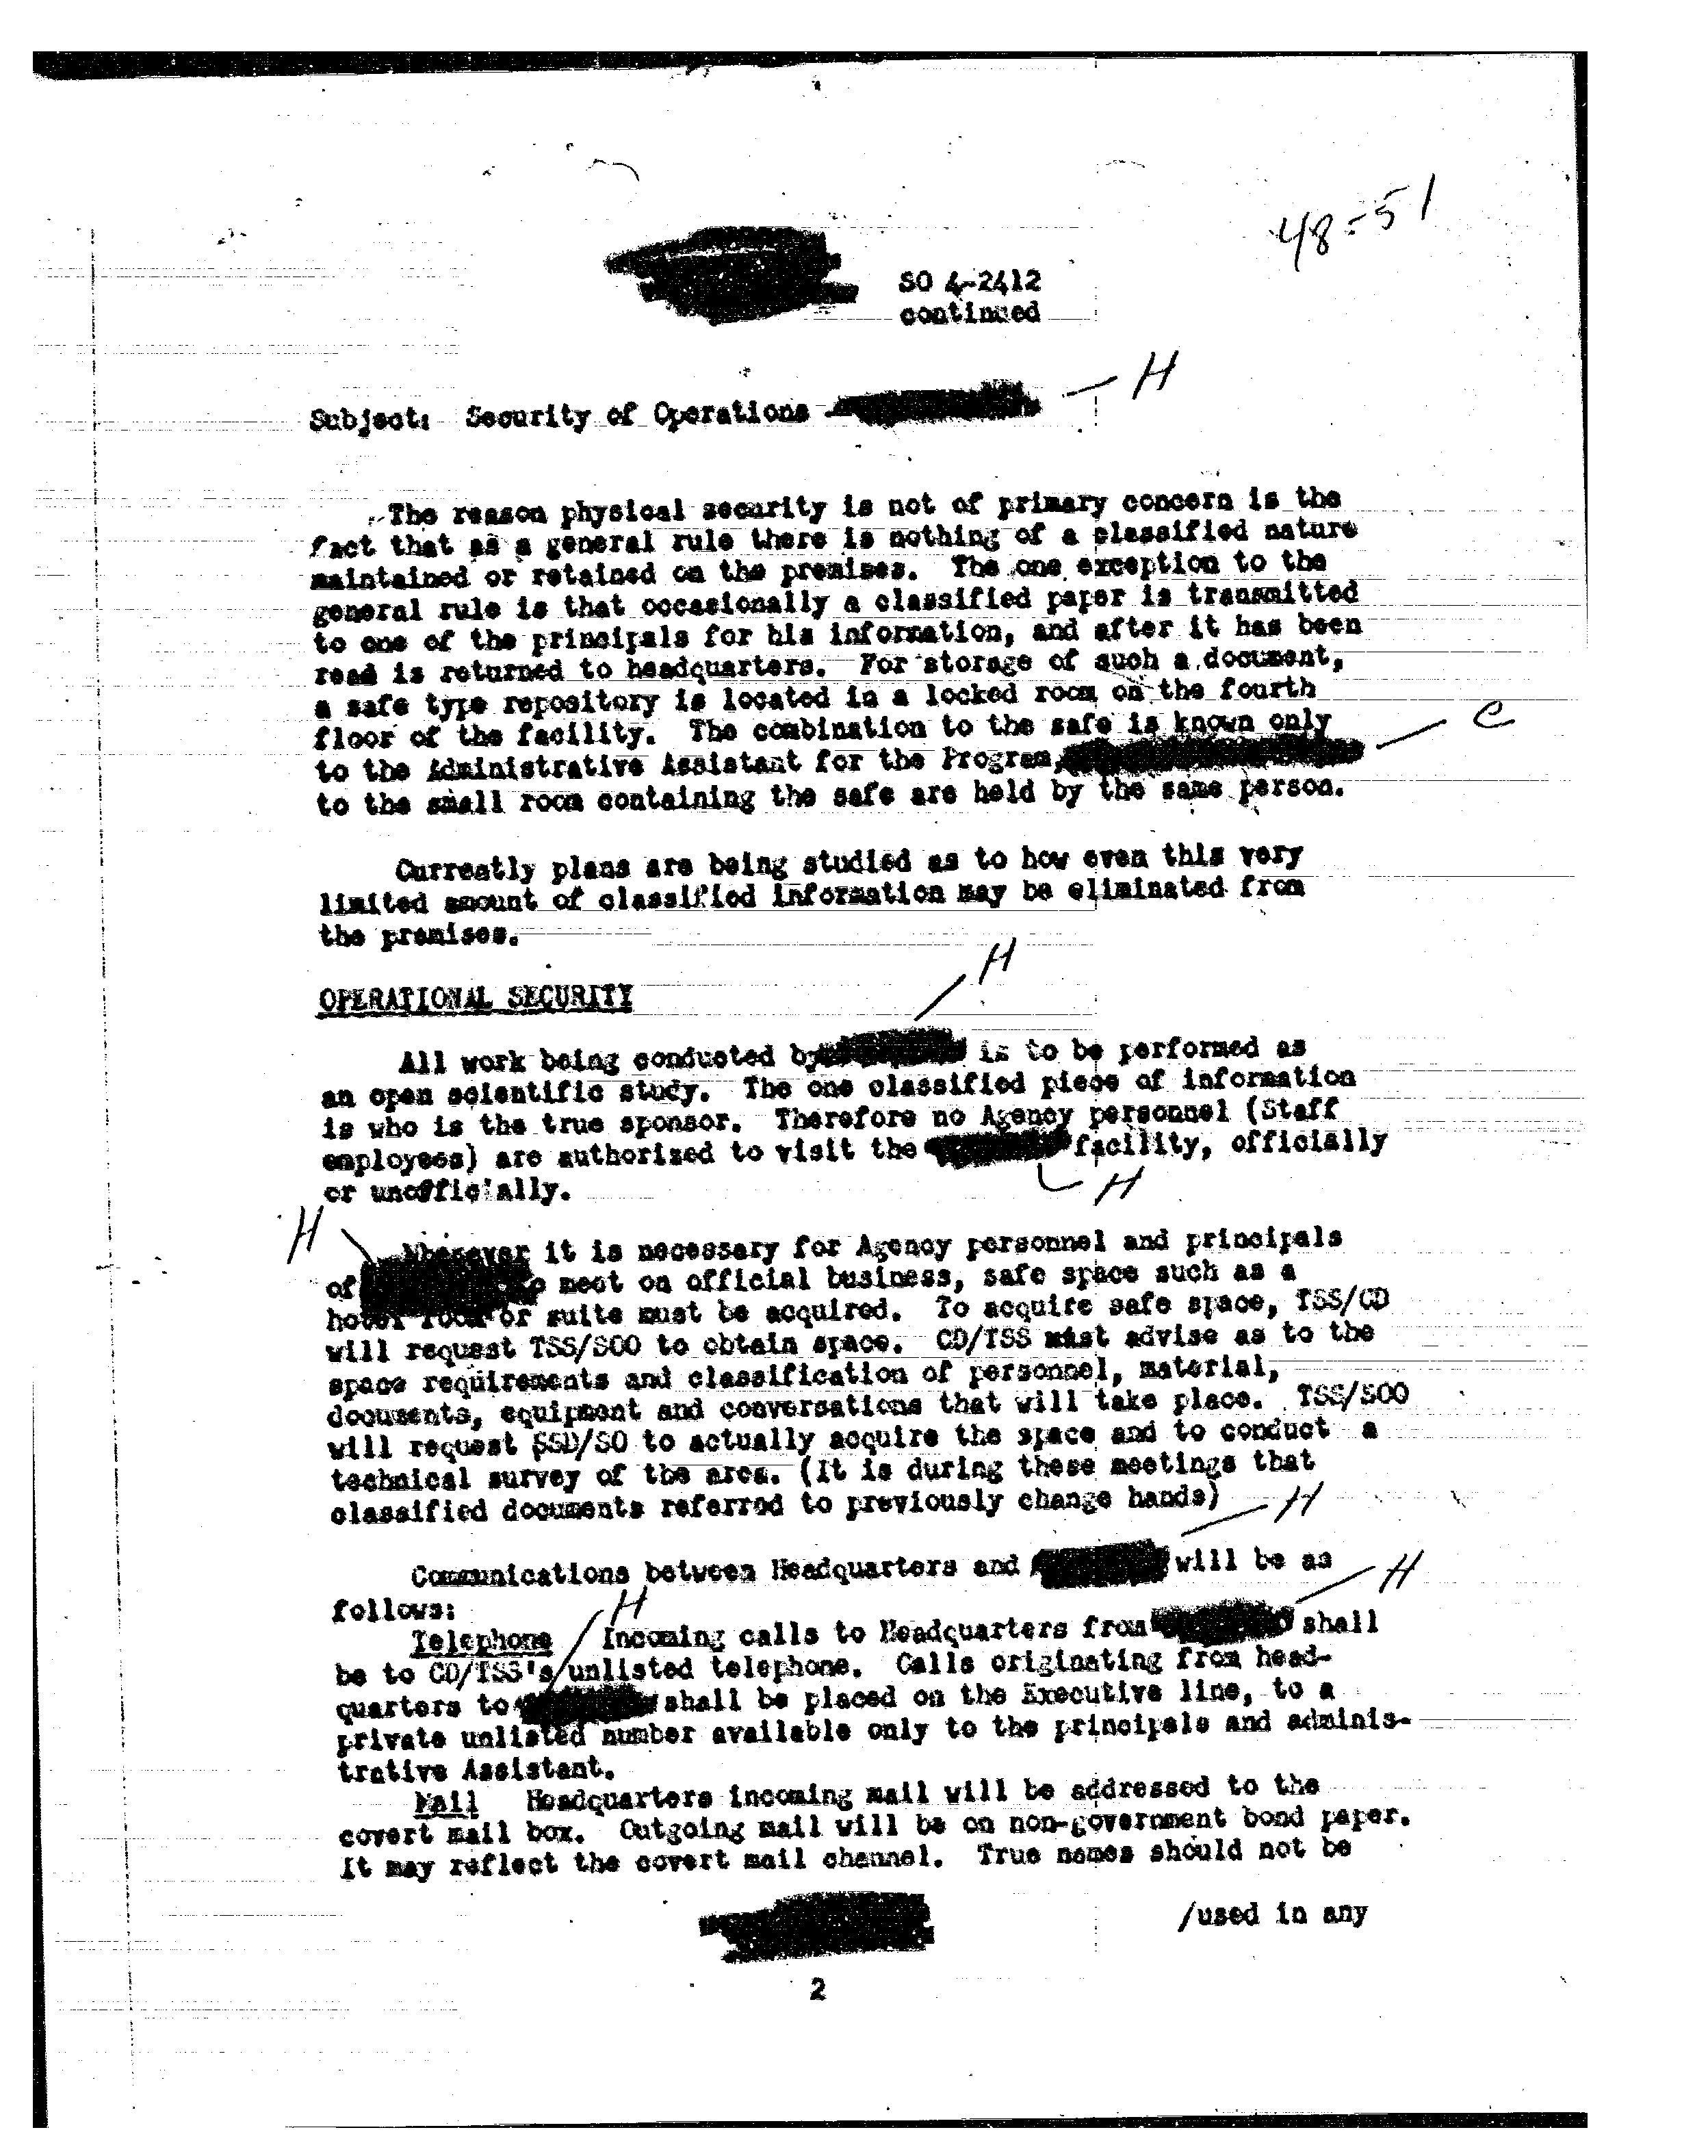 48-51
SO 4-2412
continued
H
Subject: Security of Operations -
The reason physical security is not of primary concern is the
fact that as a general rule there is nothing of a classified nature
maintained or retained on the premises. The one exception to the
general rule is that occasionally a classified paper is transmitted
to one of the principals for his information, and after it has been
read is returned to headquarters. For storage of such a document,
a safe type repository is located in a locked room on the fourth
floor of the facility. The combination to the safe is known only
C
to the Administrative Assistant for the Program,
to the small room containing the safe are held by the same person.
Currently plans are being studied as to how even this very
limited amount of classified information may be eliminated from
the premises.
H
OPERATIONAL SECURITY
All work being conducted by is to be performed as
an open scientific study. The one classified piece of information
is who is the true sponsor. Therefore no Agency personnel (Staff
employees) are authorized to visit the facility, officially
or unofficially.
H
H
Whenever it is necessary for Agency personnel and principals
of to meet on official business, safe space such as a
hotel room or suite must be acquired. To acquire safe space, TSS/CD
will request TSS/SOO to obtain space. CD/TSS must advise as to the
space requirements and classification of personnel, material,
documents, equipment and conversations that will take place. TSS/SOO
will request SSD/SO to actually acquire the space and to conduct a
technical survey of the area. (It is during these meetings that
classified documents referred to previously change hands)
H
Communications between Headquarters and will be as
H
follows:
H
Telephone Incoming calls to Headquarters from shall
be to CD/TSS's unlisted telephone. Calls originating from head-
quarters to shall be placed on the Executive line, to a
private unlisted number available only to the principals and adminis-
trative Assistant.
Mail Headquarters incoming mail will be addressed to the
covert mail box. Outgoing mail will be on non-government bond paper.
It may reflect the covert mail channel. True names should not be
/used in any
2